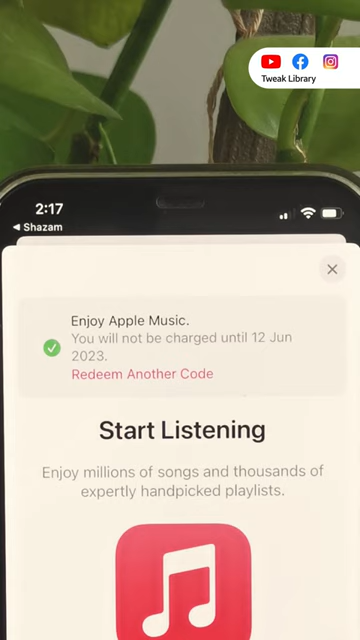 Tweak Library
2:17
◀ Shazam
Enjoy Apple Music.
You will not be charged until 12 Jun
2023.
Redeem Another Code
Start Listening
Enjoy millions of songs and thousands of
expertly handpicked playlists.